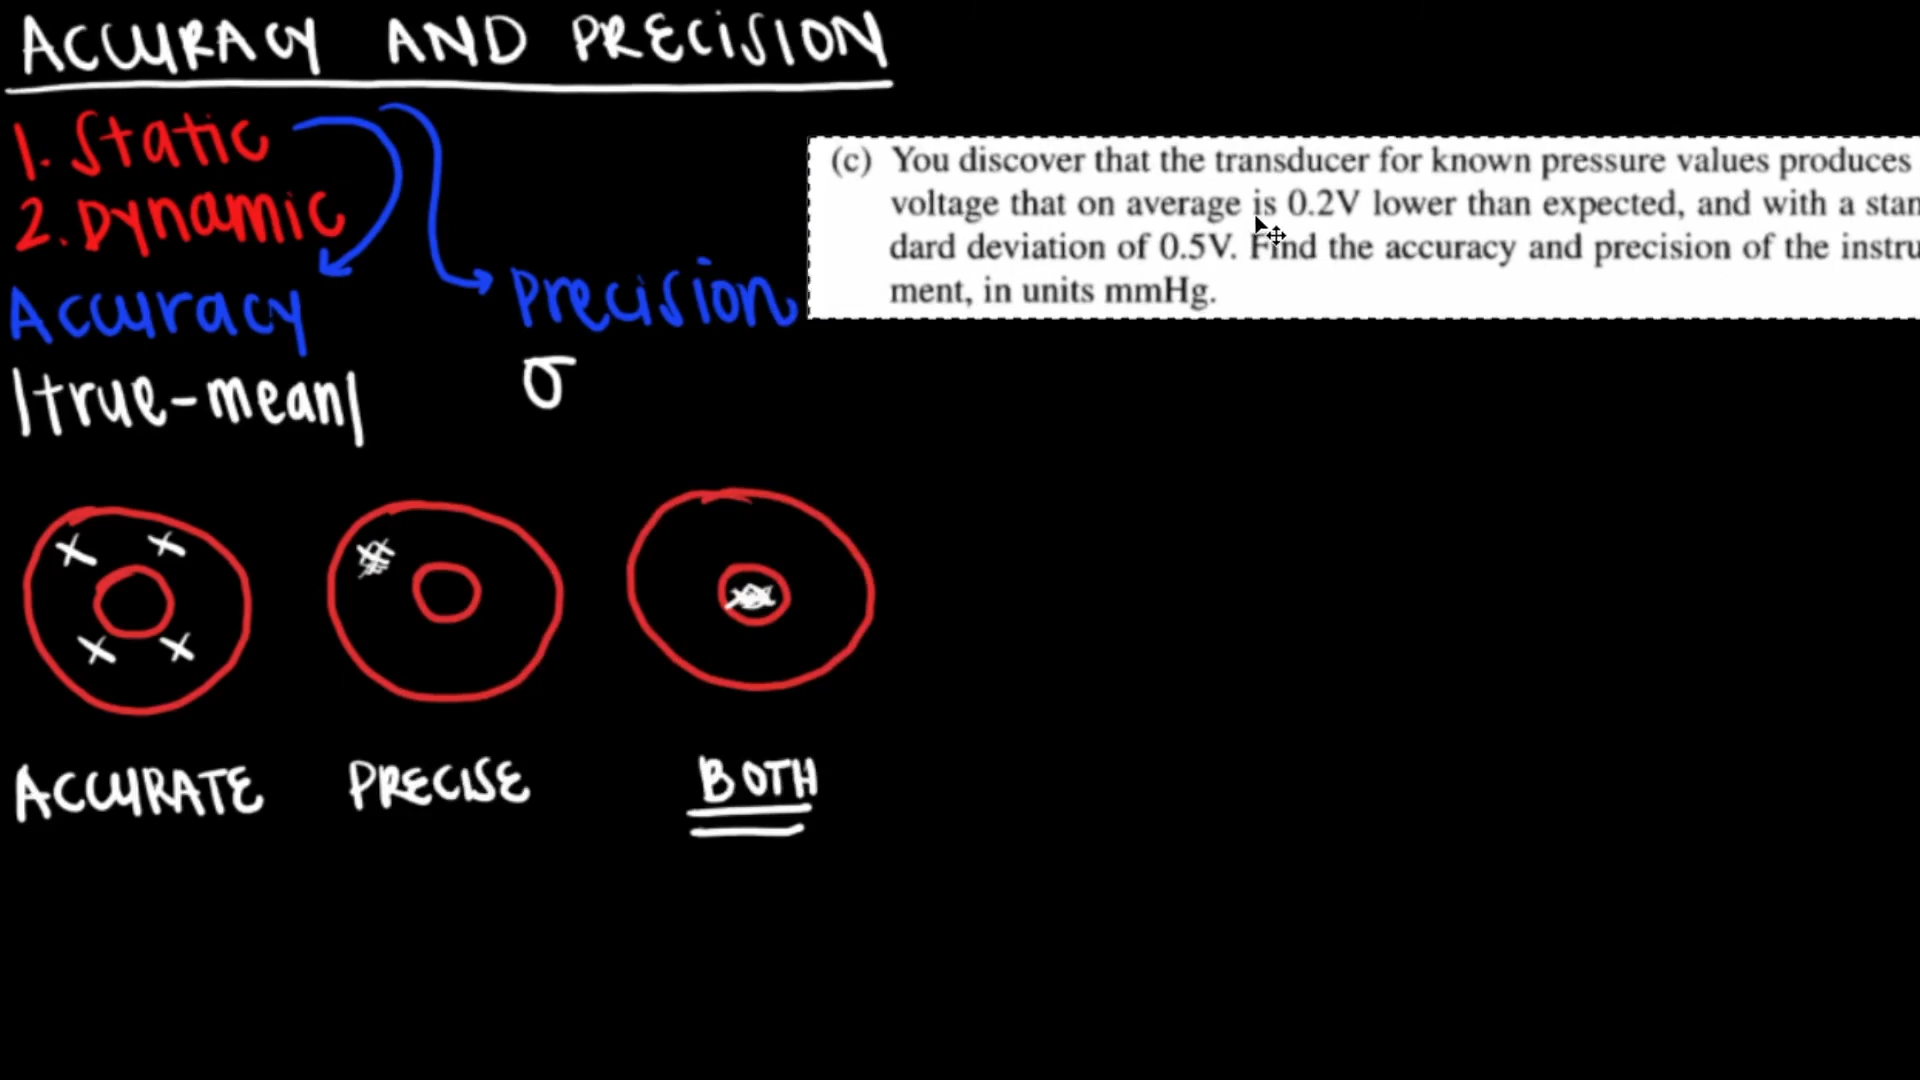 ACCURACY AND PRECISION
1. Static
2. Dynamic
Accuracy
Precision
|true-mean|
σ
(c) You discover that the transducer for known pressure values produces
voltage that on average is 0.2V lower than expected, and with a stan
dard deviation of 0.5V. Find the accuracy and precision of the instru
ment, in units mmHg.
ACCURATE
PRECISE
BOTH